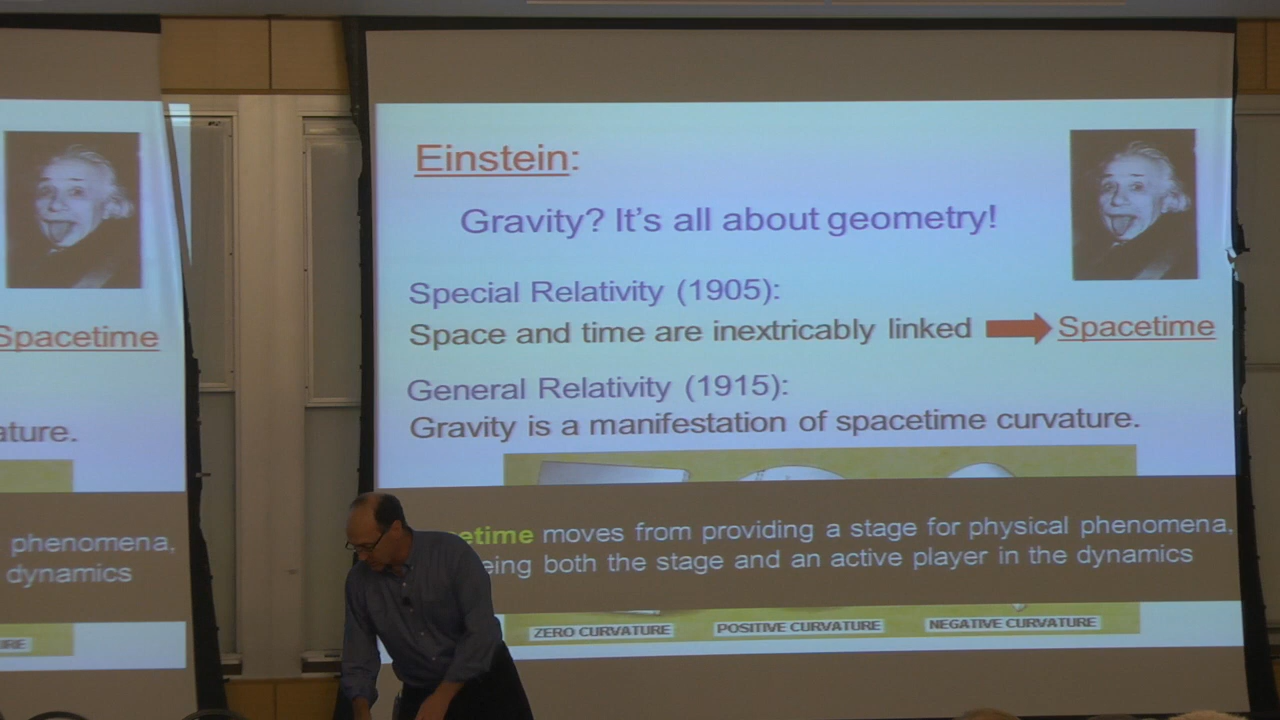 Einstein:
Gravity? It's all about geometry!
Special Relativity (1905):
Space and time are inextricably linked Spacetime
General Relativity (1915):
Gravity is a manifestation of spacetime curvature.
etime moves from providing a stage for physical phenomena,
eing both the stage and an active player in the dynamics
ZERO CURVATURE POSITIVE CURVATURE NEGATIVE CURVATURE
Spacetime
ature.
phenomena,
dynamics
URE